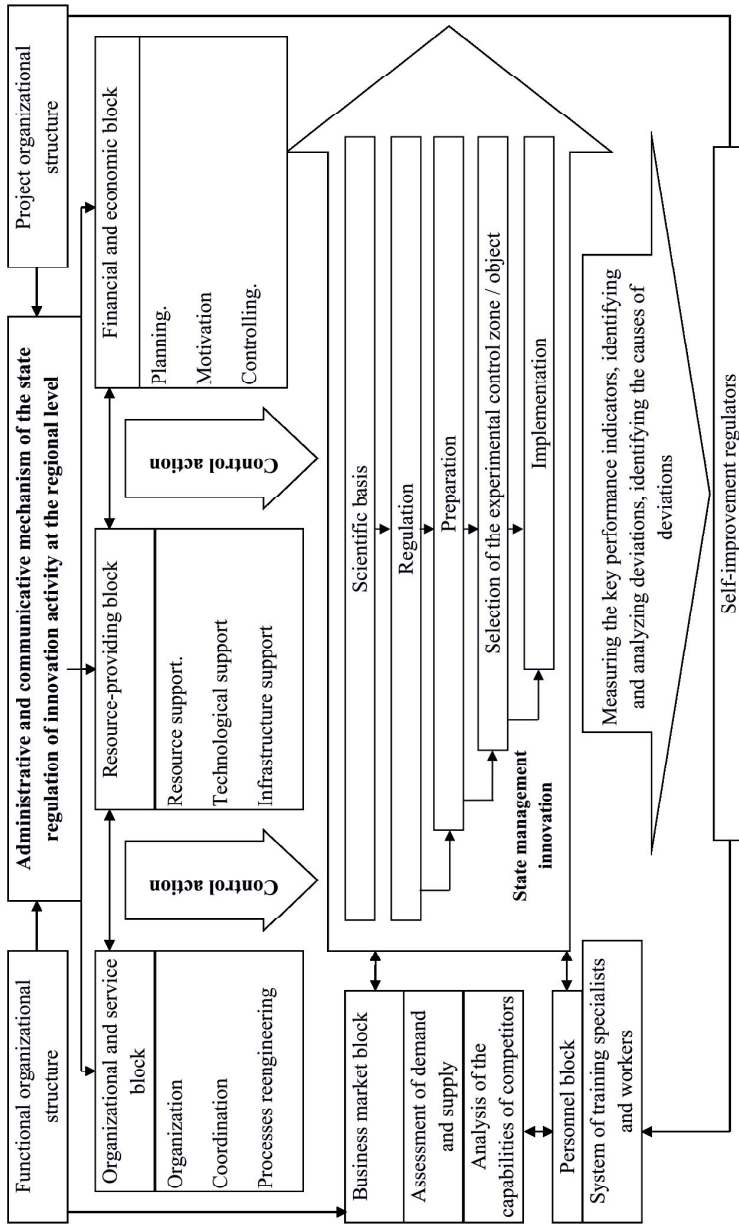 Functional organizational
structure
Administrative and communicative mechanism of the state
regulation of innovation activity at the regional level
Project organizational
structure
Organizational and service
block
Organization
Coordination
Processes reengineering
Resource-providing block
Resource support.
Technological support
Infrastructure support
Financial and economic block
Planning.
Motivation
Controlling.
Control action
Control action
Business market block
Assessment of demand
and supply
Analysis of the
capabilities of competitors
Personnel block
System of training specialists
and workers
Scientific basis
Regulation
Preparation
Selection of the experimental control zone / object
Implementation
State management
innovation
Measuring the key performance indicators, identifying
and analyzing deviations, identifying the causes of
deviations
Self-improvement regulators